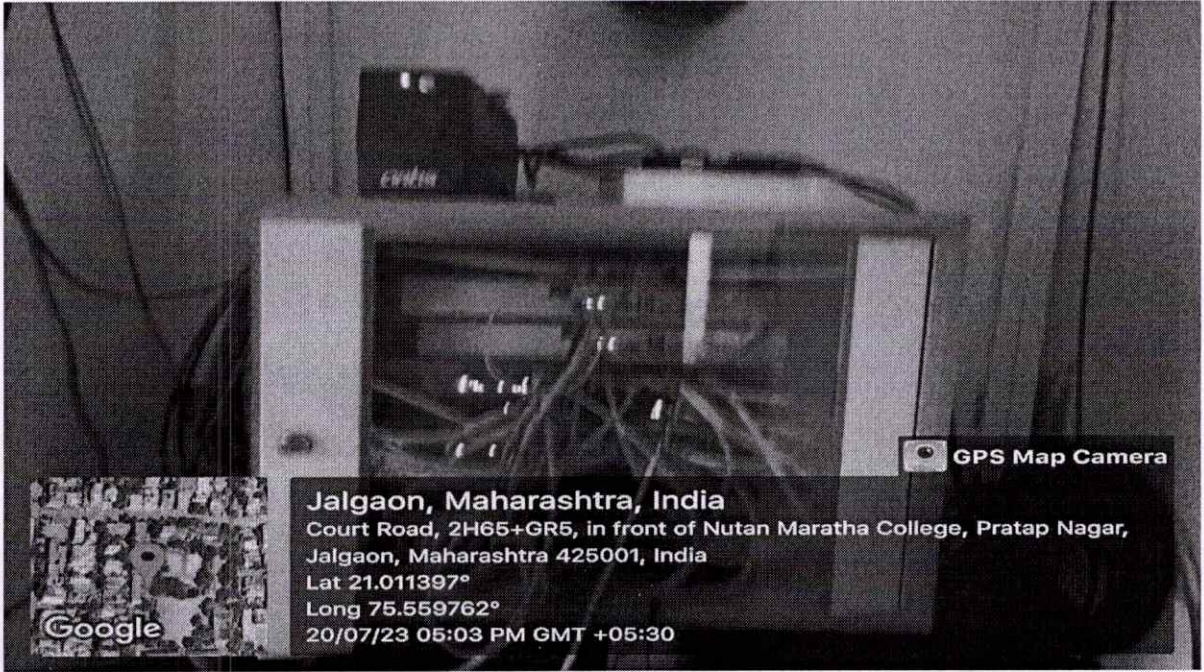 GPS Map Camera
Jalgaon, Maharashtra, India
Court Road, 2H65+GR5, in front of Nutan Maratha College, Pratap Nagar,
Jalgaon, Maharashtra 425001, India
Lat 21.011397°
Long 75.559762°
20/07/23 05:03 PM GMT +05:30
Google